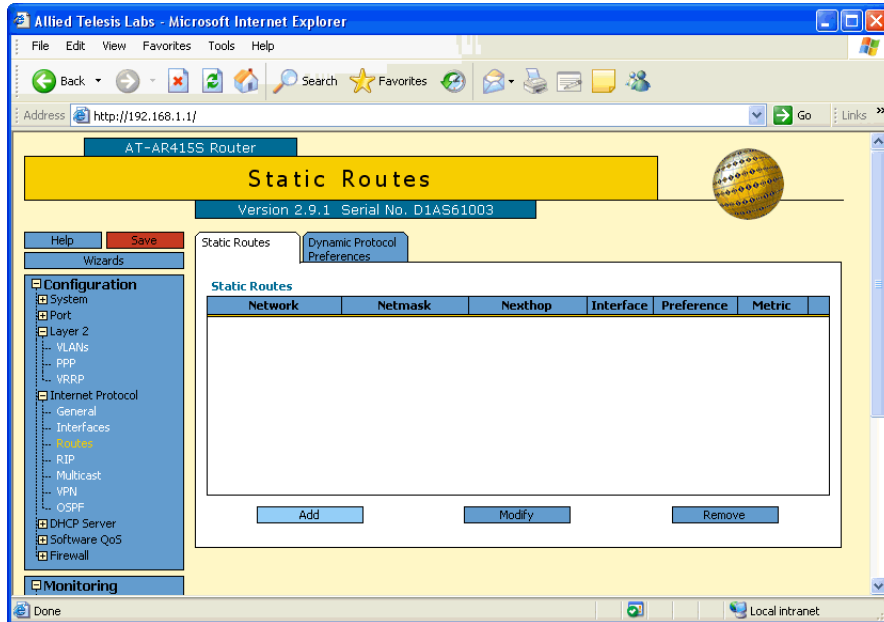 Allied Telesis Labs - Microsoft Internet Explorer
File Edit View Favorites Tools Help
Back Search Favorites
Address http://192.168.1.1/ Go Links »
AT-AR415S Router
Static Routes
Version 2.9.1 Serial No. D1AS61003
Help Save
Wizards
Configuration
System
Port
Layer 2
VLANs
PPP
VRRP
Internet Protocol
General
Interfaces
Routes
RIP
Multicast
VPN
OSPF
DHCP Server
Software QoS
Firewall
Monitoring
Static Routes
Dynamic Protocol
Preferences
Static Routes
Network Netmask Nexthop Interface Preference Metric
Add Modify Remove
Done Local intranet